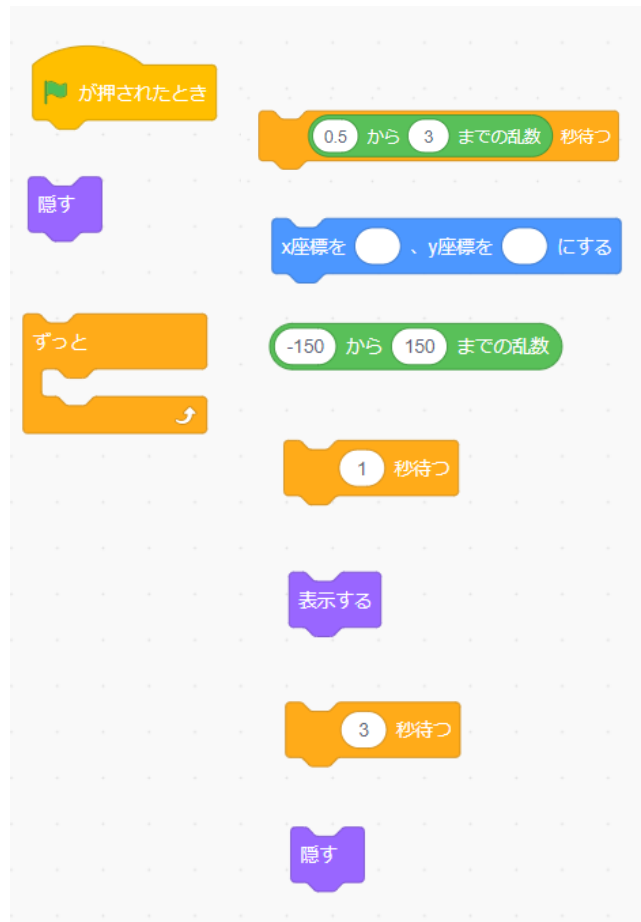 が押されたとき
0.5 から 3 までの乱数 秒待つ
隠す
x座標を 、y座標を にする
ずっと
-150 から 150 までの乱数
1 秒待つ
表示する
3 秒待つ
隠す